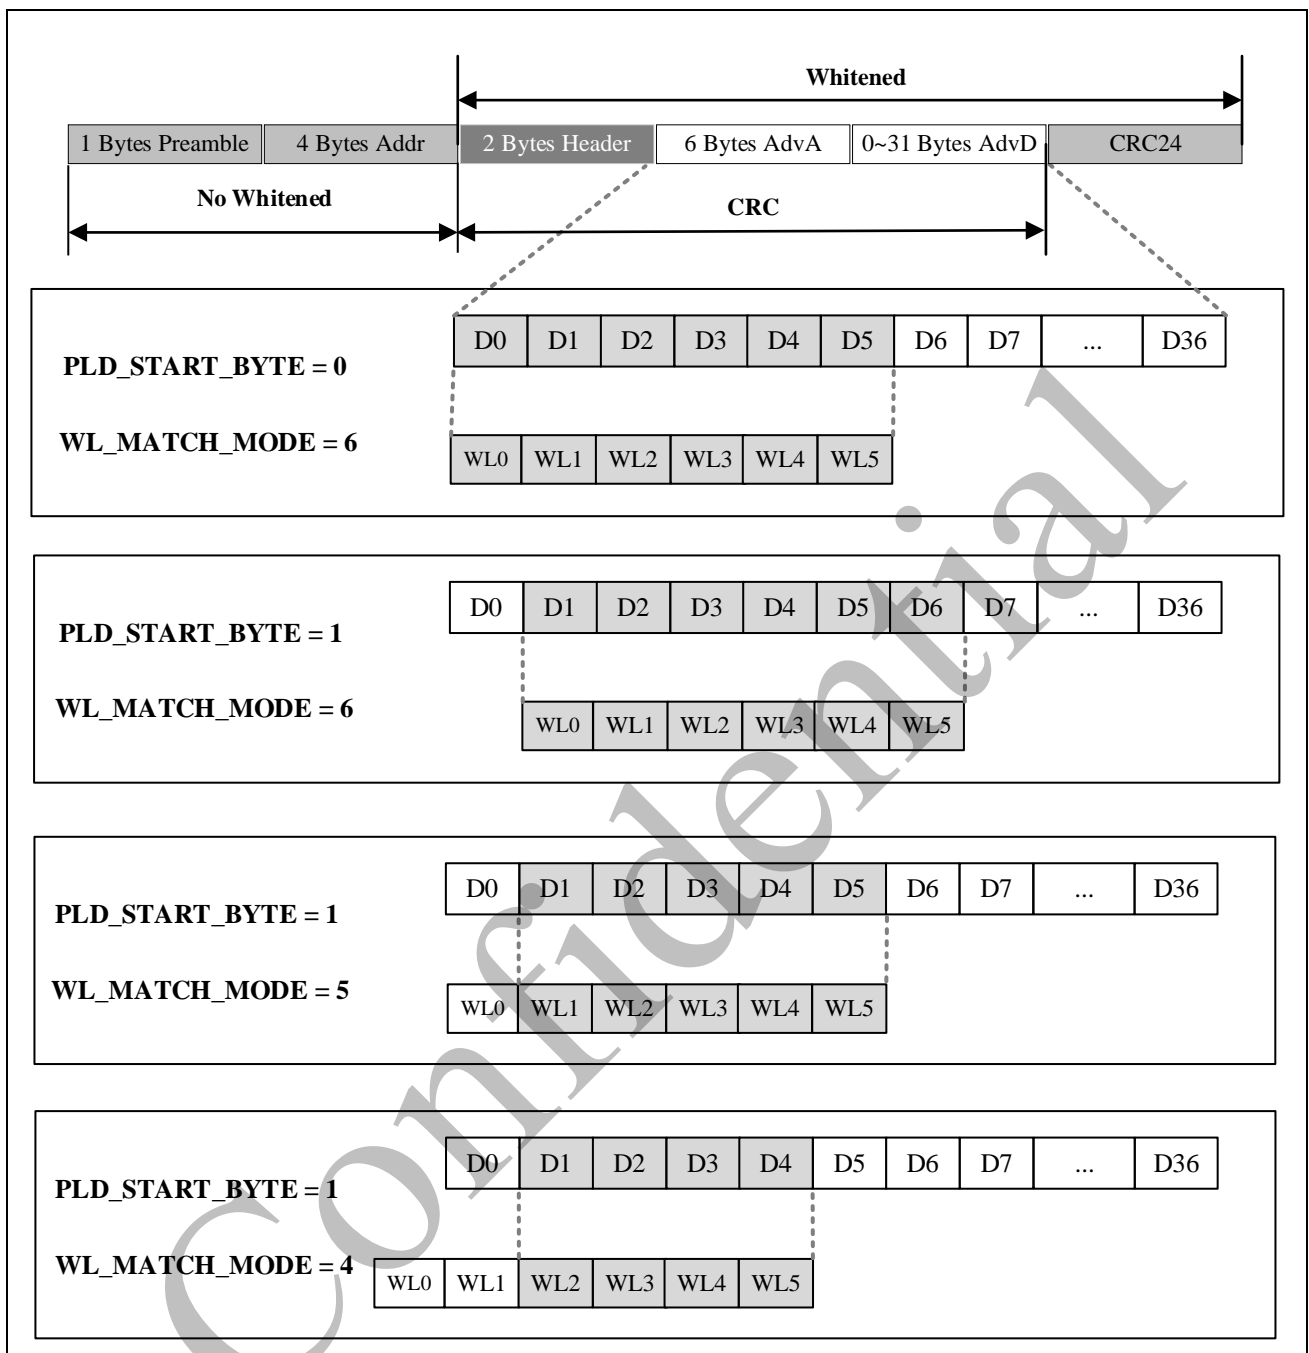 Whitened
1 Bytes Preamble 4 Bytes Addr 2 Bytes Header 6 Bytes AdvA 0~31 Bytes AdvD CRC24
No Whitened CRC
D0 D1 D2 D3 D4 D5 D6 D7 ... D36
PLD_START_BYTE = 0
WL_MATCH_MODE = 6
WL0 WL1 WL2 WL3 WL4 WL5
D0 D1 D2 D3 D4 D5 D6 D7 ... D36
PLD_START_BYTE = 1
WL_MATCH_MODE = 6
WL0 WL1 WL2 WL3 WL4 WL5
D0 D1 D2 D3 D4 D5 D6 D7 ... D36
PLD_START_BYTE = 1
WL_MATCH_MODE = 5
WL0 WL1 WL2 WL3 WL4 WL5
D0 D1 D2 D3 D4 D5 D6 D7 ... D36
PLD_START_BYTE = 1
WL_MATCH_MODE = 4
WL0 WL1 WL2 WL3 WL4 WL5
Confidential